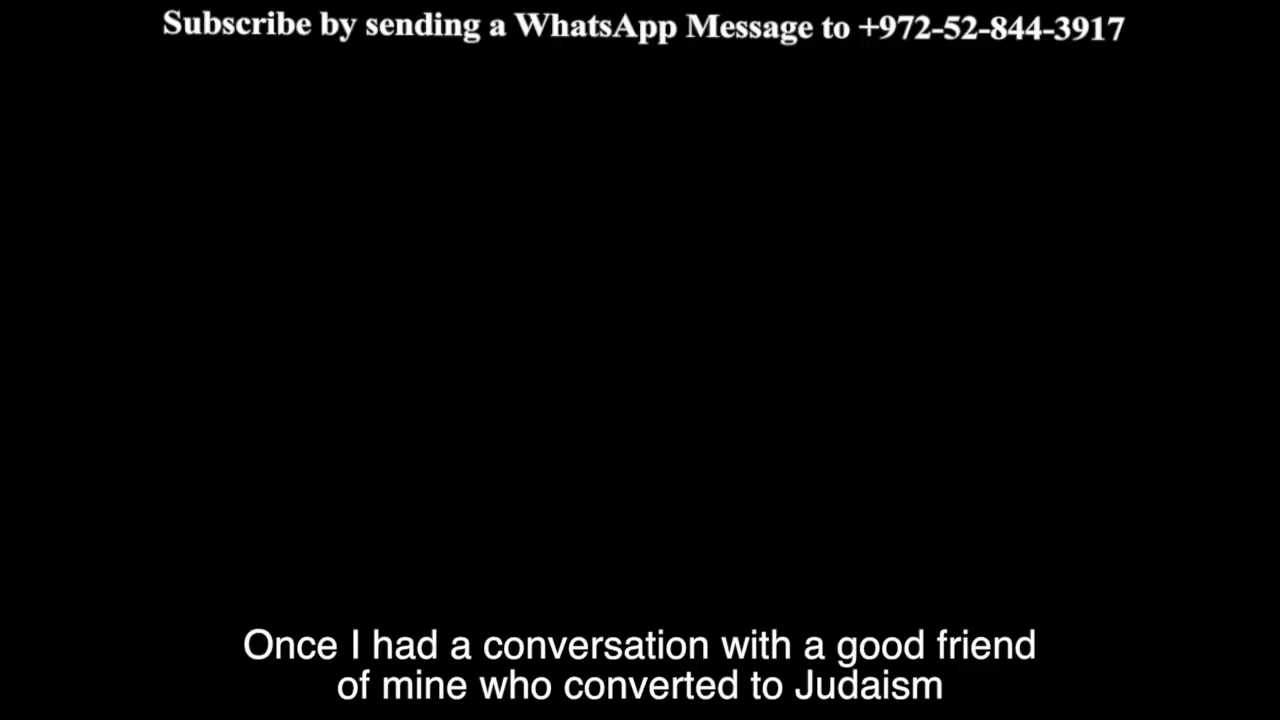 Subscribe by sending a WhatsApp Message to +972-52-844-3917
Once I had a conversation with a good friend
of mine who converted to Judaism